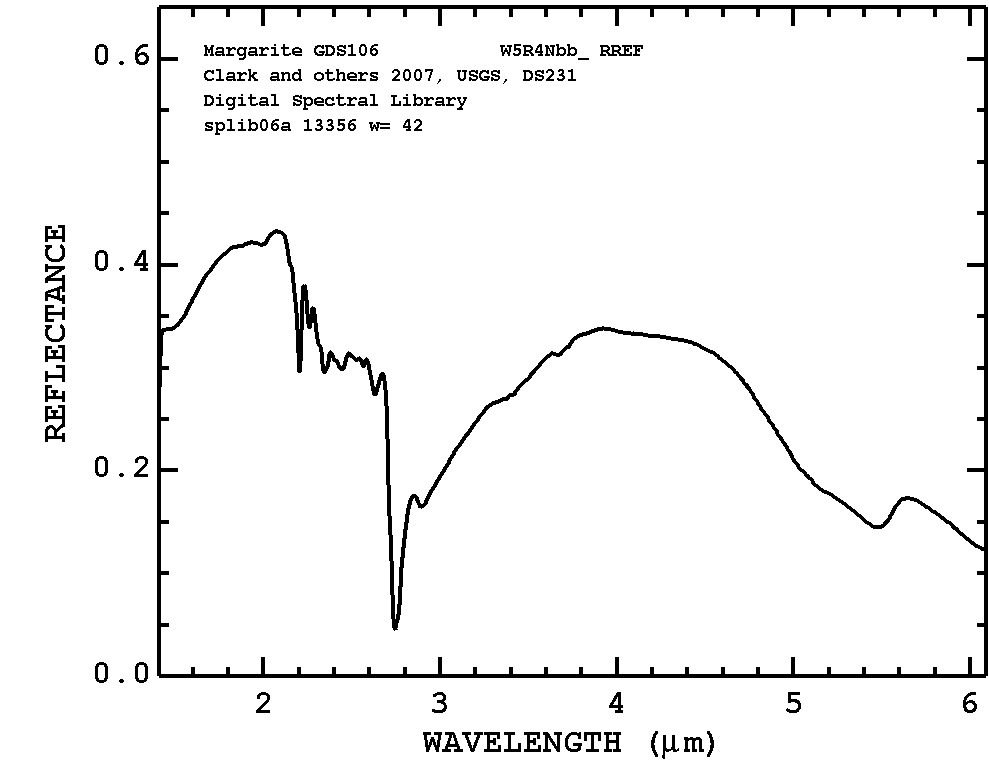 Margarite GDS106 W5R4Nbb_ RREF
Clark and others 2007, USGS, DS231
Digital Spectral Library
splib06a 13356 w= 42
REFLECTANCE
0.6
0.4
0.2
0.0
2 3 4 5 6
WAVELENGTH (μm)